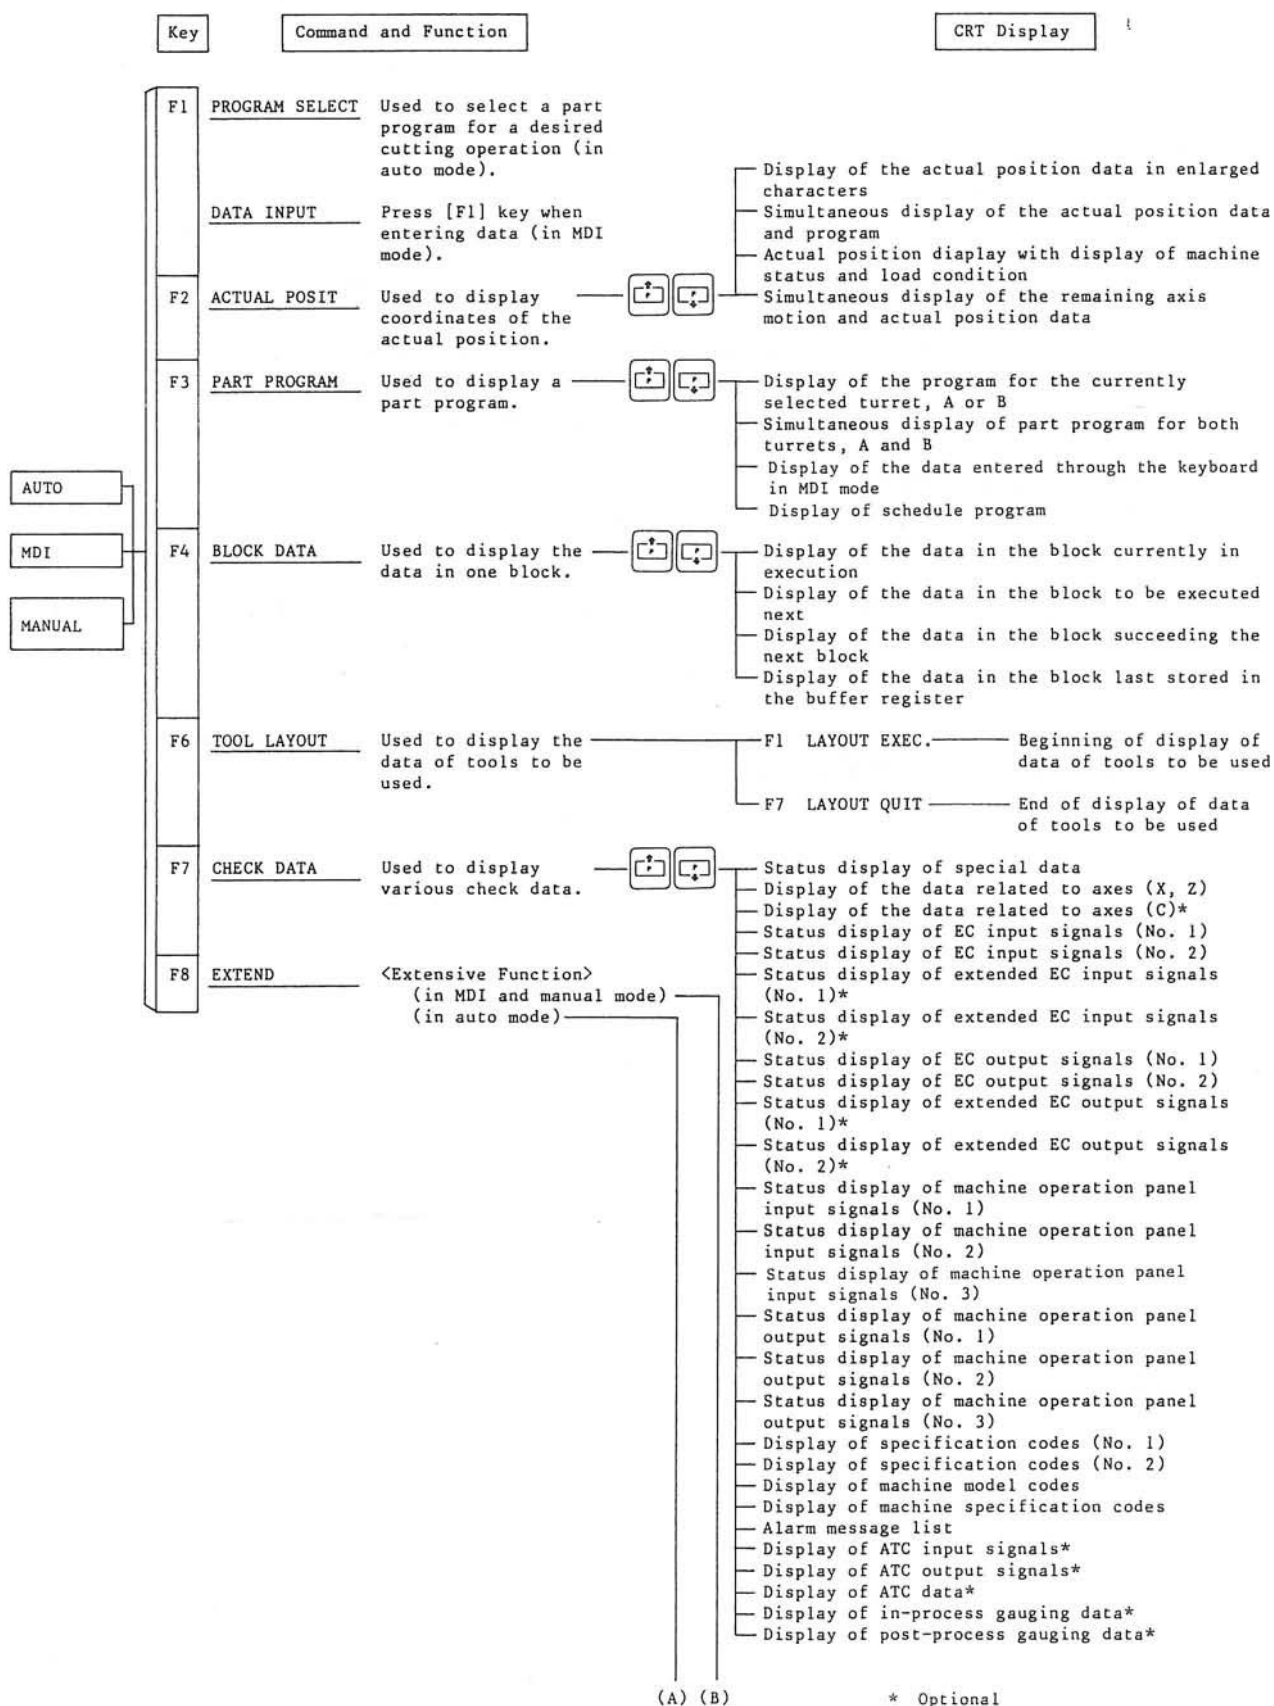 Key Command and Function CRT Display
F1 PROGRAM SELECT Used to select a part
program for a desired
cutting operation (in
auto mode).
DATA INPUT Press [F1] key when
entering data (in MDI
mode).
Display of the actual position data in enlarged
characters
Simultaneous display of the actual position data
and program
Actual position diaplay with display of machine
status and load condition
F2 ACTUAL POSIT Used to display
coordinates of the
actual position.
Simultaneous display of the remaining axis
motion and actual position data
F3 PART PROGRAM Used to display a
part program.
Display of the program for the currently
selected turret, A or B
Simultaneous display of part program for both
turrets, A and B
Display of the data entered through the keyboard
in MDI mode
Display of schedule program
AUTO
MDI
MANUAL
F4 BLOCK DATA Used to display the
data in one block.
Display of the data in the block currently in
execution
Display of the data in the block to be executed
next
Display of the data in the block succeeding the
next block
Display of the data in the block last stored in
the buffer register
F6 TOOL LAYOUT Used to display the
data of tools to be
used.
F1 LAYOUT EXEC. Beginning of display of
data of tools to be used
F7 LAYOUT QUIT End of display of data
of tools to be used
F7 CHECK DATA Used to display
various check data.
Status display of special data
Display of the data related to axes (X, Z)
Display of the data related to axes (C)*
Status display of EC input signals (No. 1)
Status display of EC input signals (No. 2)
F8 EXTEND <Extensive Function>
(in MDI and manual mode)
(in auto mode)
Status display of extended EC input signals
(No. 1)*
Status display of extended EC input signals
(No. 2)*
Status display of EC output signals (No. 1)
Status display of EC output signals (No. 2)
Status display of extended EC output signals
(No. 1)*
Status display of extended EC output signals
(No. 2)*
Status display of machine operation panel
input signals (No. 1)
Status display of machine operation panel
input signals (No. 2)
Status display of machine operation panel
input signals (No. 3)
Status display of machine operation panel
output signals (No. 1)
Status display of machine operation panel
output signals (No. 2)
Status display of machine operation panel
output signals (No. 3)
Display of specification codes (No. 1)
Display of specification codes (No. 2)
Display of machine model codes
Display of machine specification codes
Alarm message list
Display of ATC input signals*
Display of ATC output signals*
Display of ATC data*
Display of in-process gauging data*
Display of post-process gauging data*
(A) (B) * Optional